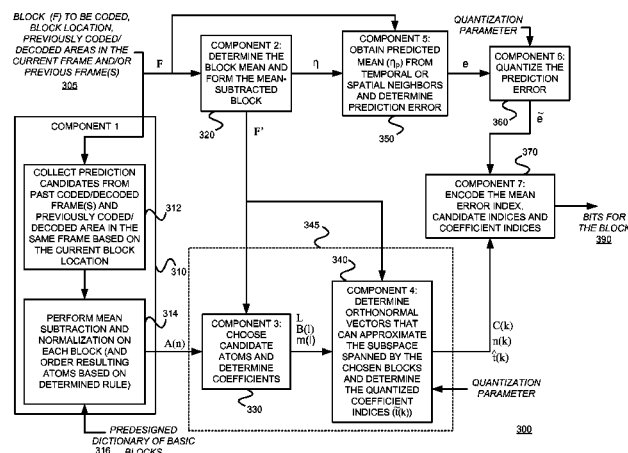 BLOCK (F) TO BE CODED,
BLOCK LOCATION,
PREVIOUSLY CODED/
DECODED AREAS IN THE
CURRENT FRAME AND/OR
PREVIOUS FRAME(S)
305
F
COMPONENT 2:
DETERMINE THE
BLOCK MEAN AND
FORM THE MEAN-
SUBTRACTED
BLOCK
320
η
COMPONENT 5:
OBTAIN PREDICTED
MEAN (ηp) FROM
TEMPORAL OR
SPATIAL NEIGHBORS
AND DETERMINE
PREDICTION ERROR
350
e
QUANTIZATION
PARAMETER
COMPONENT 6:
QUANTIZE THE
PREDICTION
ERROR
360
ẽ
F'
COMPONENT 1
COLLECT PREDICTION
CANDIDATES FROM
PAST CODED/DECODED
FRAME(S) AND
PREVIOUSLY CODED/
DECODED AREA IN THE
SAME FRAME BASED ON
THE CURRENT BLOCK
LOCATION
312
310
PERFORM MEAN
SUBTRACTION AND
NORMALIZATION ON
EACH BLOCK (AND
ORDER RESULTING
ATOMS BASED ON
DETERMINED RULE)
314
A(n)
PREDESIGNED
DICTIONARY OF BASIC
BLOCKS
316
345
COMPONENT 3:
CHOOSE
CANDIDATE
ATOMS AND
DETERMINE
COEFFICIENTS
330
L
B(l)
m(l)
340
COMPONENT 4:
DETERMINE
ORTHONORMAL
VECTORS THAT
CAN APPROXIMATE
THE SUBSPACE
SPANNED BY THE
CHOSEN BLOCKS
AND DETERMINE
THE QUANTIZED
COEFFICIENT
INDICES (t̃(k))
C(k)
n(k)
t̂(k)
QUANTIZATION
PARAMETER
370
COMPONENT 7:
ENCODE THE MEAN
ERROR INDEX,
CANDIDATE INDICES AND
COEFFICIENT INDICES
BITS FOR
THE BLOCK
390
300